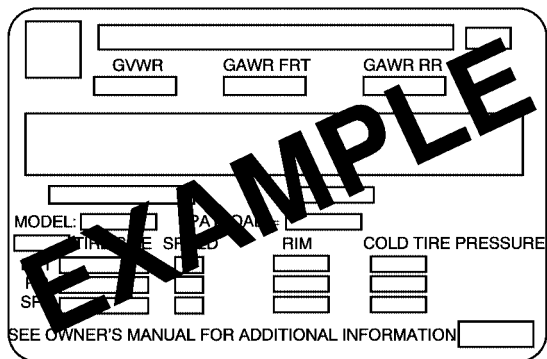 GVWR GAWR FRT GAWR RR
EXAMPLE
MODEL:
RIM COLD TIRE PRESSURE
SEE OWNER'S MANUAL FOR ADDITIONAL INFORMATION